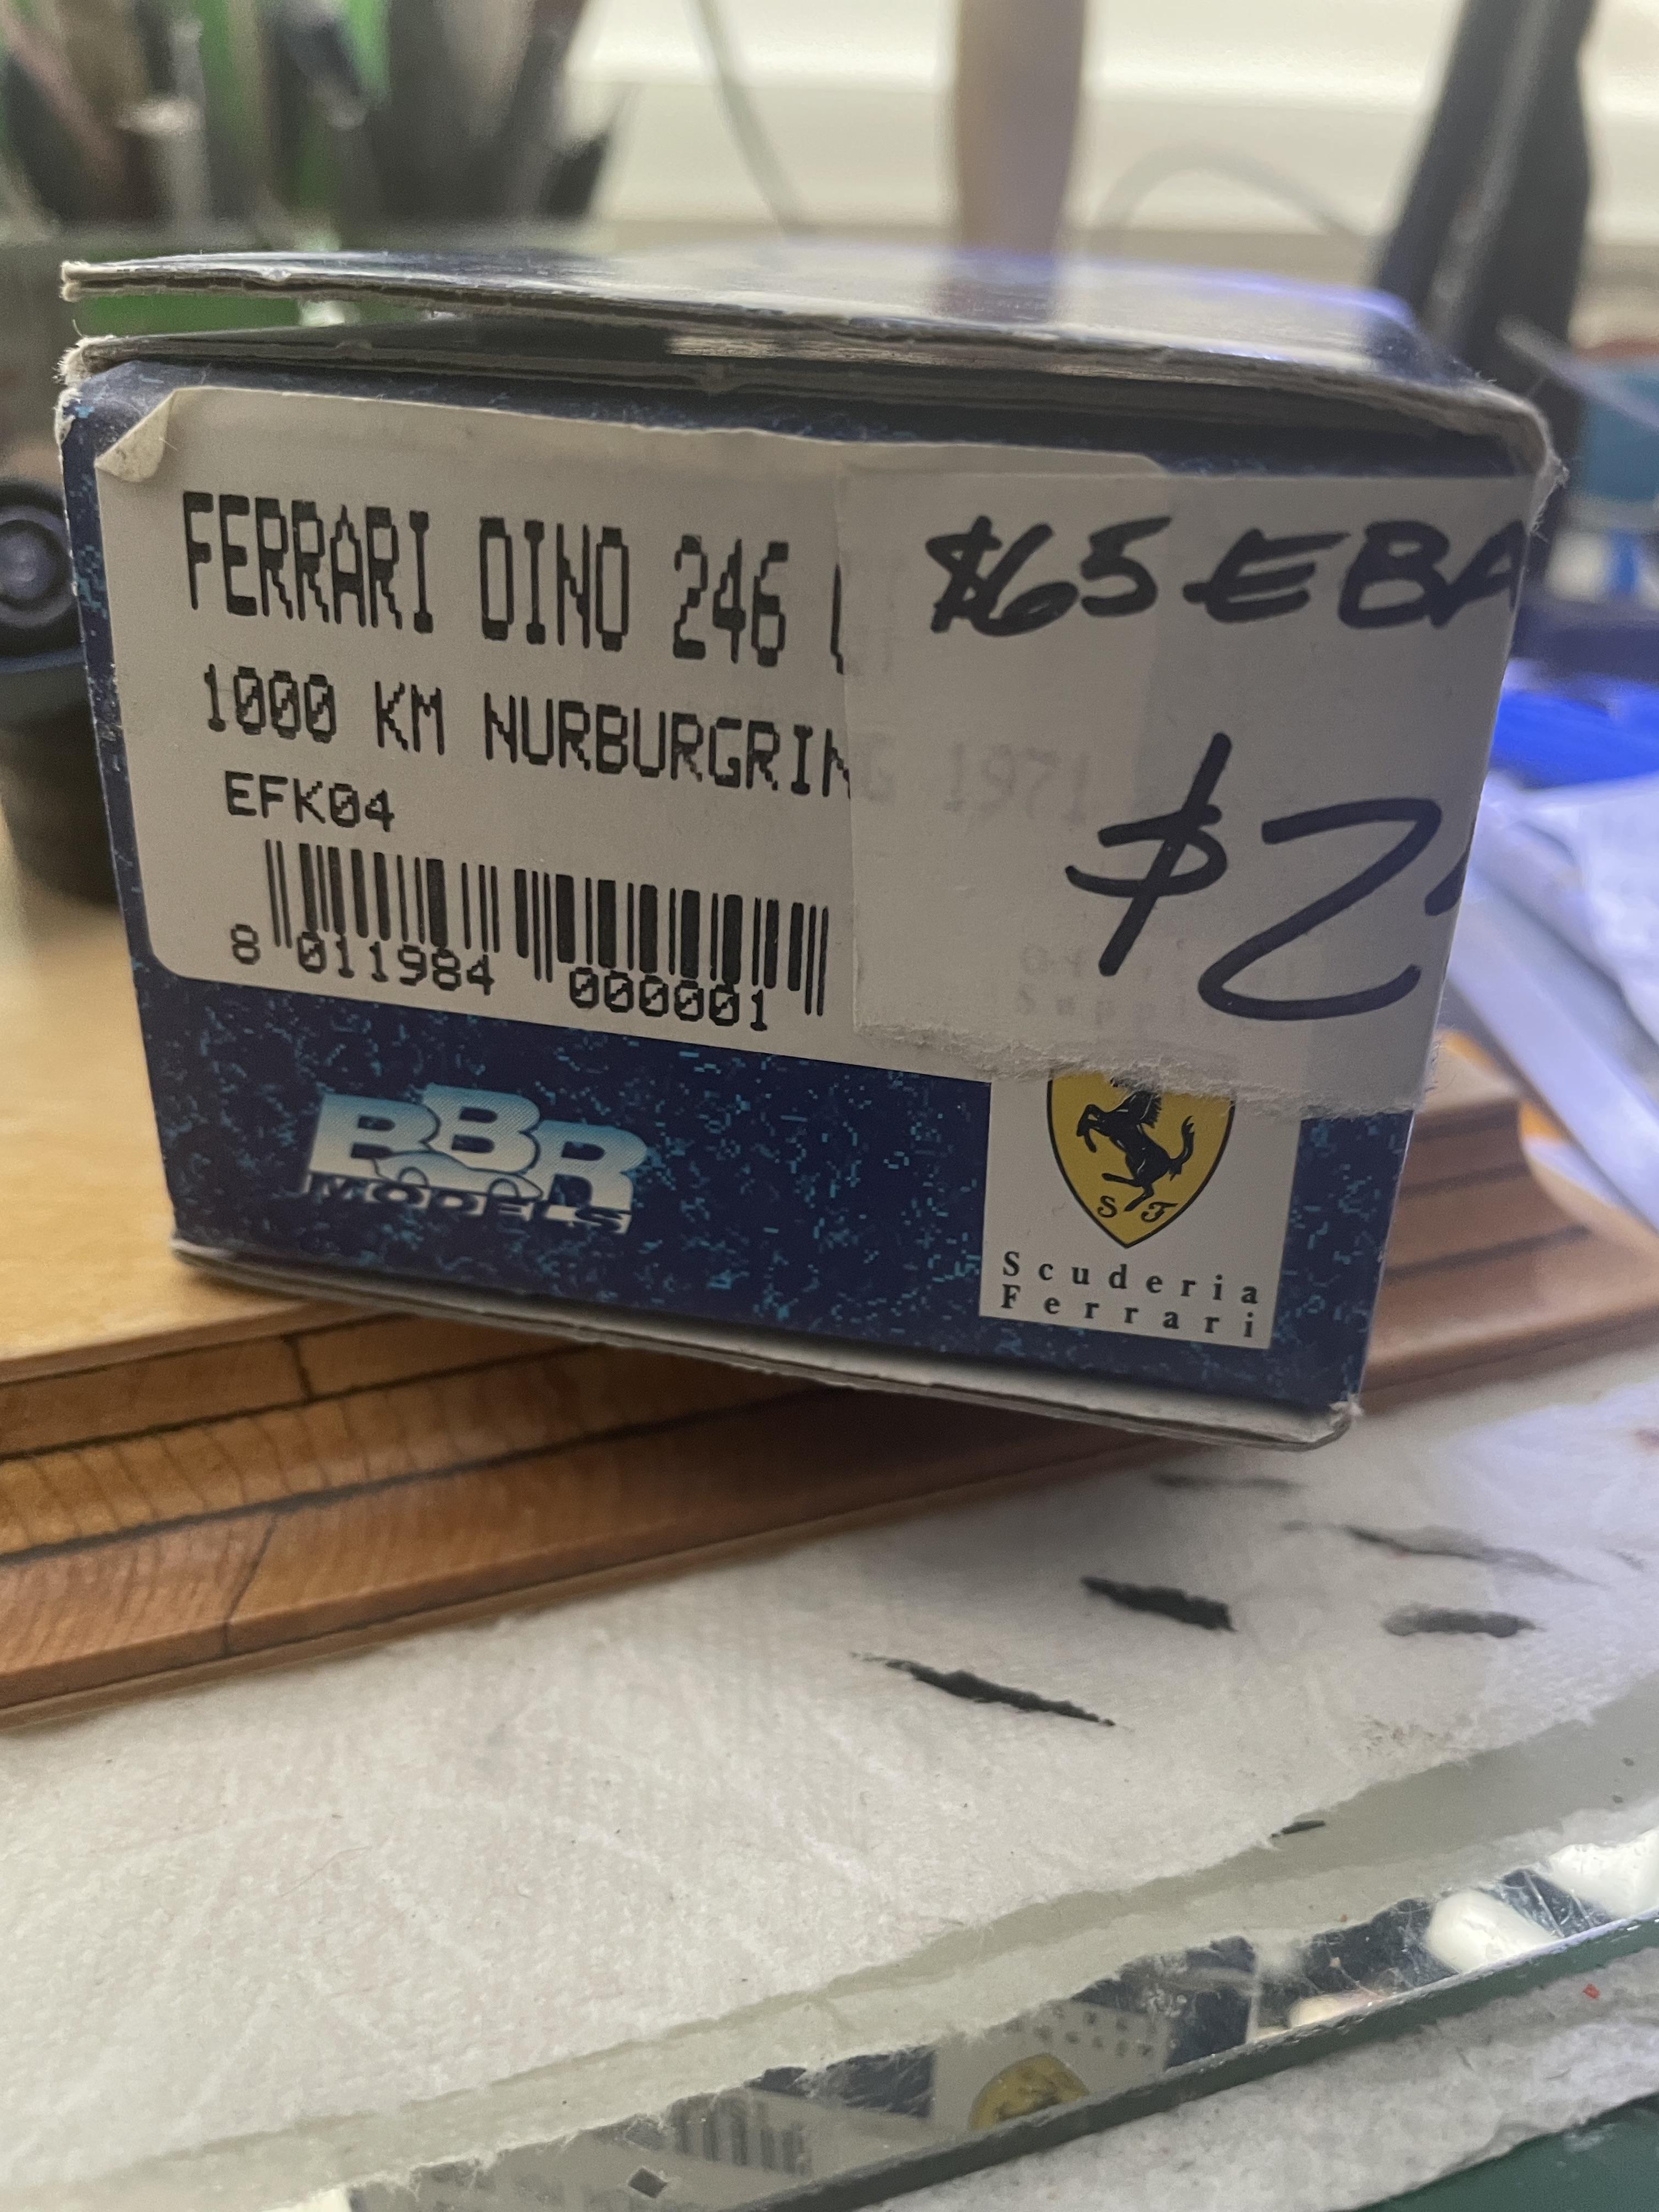 FERRARI DINO 246
$65 EBA
1000 KM NURBURGRIN
EFK04
$2
8 011984 000001
BBR
MODELS
S F
Scuderia
Ferrari